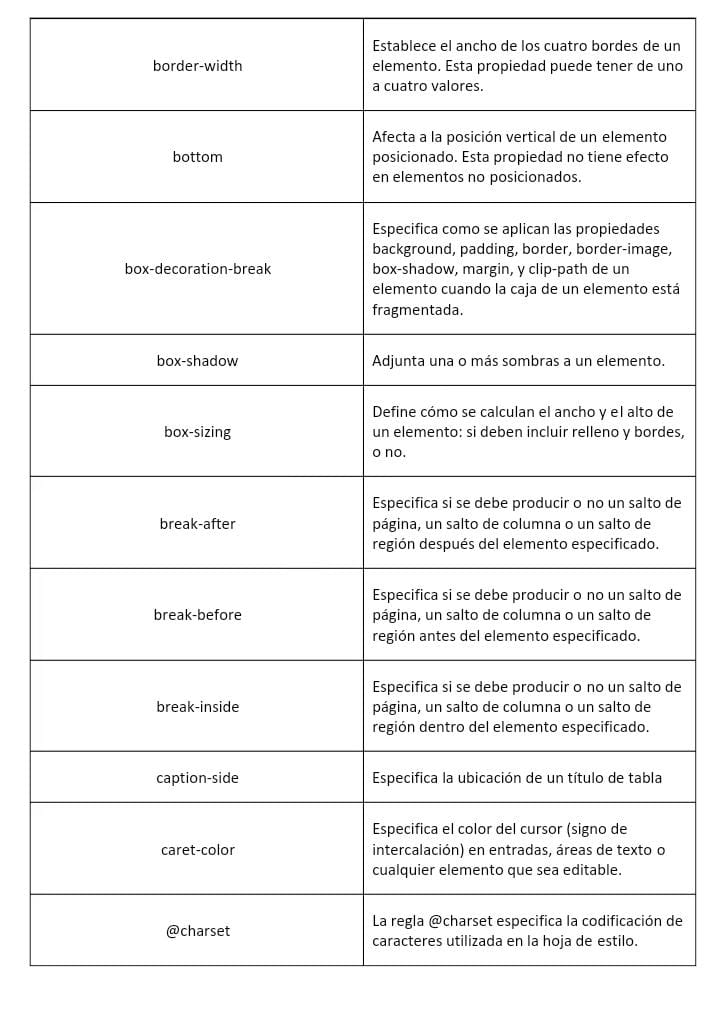 border-width
Establece el ancho de los cuatro bordes de un
elemento. Esta propiedad puede tener de uno
a cuatro valores.
bottom
Afecta a la posición vertical de un elemento
posicionado. Esta propiedad no tiene efecto
en elementos no posicionados.
box-decoration-break
Especifica como se aplican las propiedades
background, padding, border, border-image,
box-shadow, margin, y clip-path de un
elemento cuando la caja de un elemento está
fragmentada.
box-shadow
Adjunta una o más sombras a un elemento.
box-sizing
Define cómo se calculan el ancho y el alto de
un elemento: si deben incluir relleno y bordes,
o no.
break-after
Especifica si se debe producir o no un salto de
página, un salto de columna o un salto de
región después del elemento especificado.
break-before
Especifica si se debe producir o no un salto de
página, un salto de columna o un salto de
región antes del elemento especificado.
break-inside
Especifica si se debe producir o no un salto de
página, un salto de columna o un salto de
región dentro del elemento especificado.
caption-side
Especifica la ubicación de un título de tabla
caret-color
Especifica el color del cursor (signo de
intercalación) en entradas, áreas de texto o
cualquier elemento que sea editable.
@charset
La regla @charset especifica la codificación de
caracteres utilizada en la hoja de estilo.